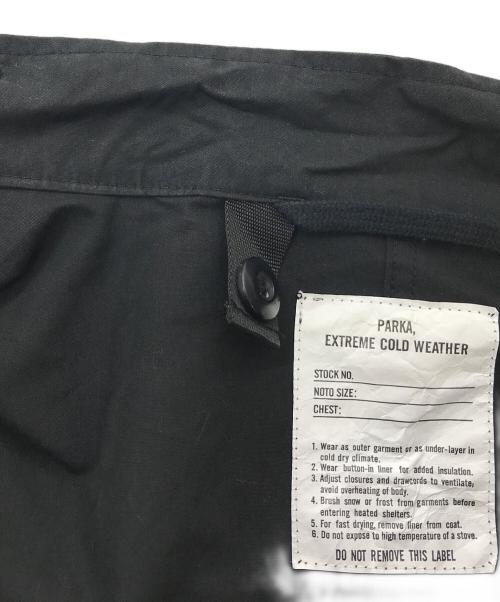 PARKA,
EXTREME COLD WEATHER
STOCK NO.
NOTO SIZE:
CHEST:
1. Wear as outer garment or as under-layer in
cold dry climate.
2. Wear button-in liner for added insulation.
3. Adjust closures and drawcords to ventilate,
avoid overheating of body.
4. Brush snow or frost from garments before
entering heated shelters.
5. For fast drying, remove liner from coat.
6. Do not expose to high temperature of a stove.
DO NOT REMOVE THIS LABEL